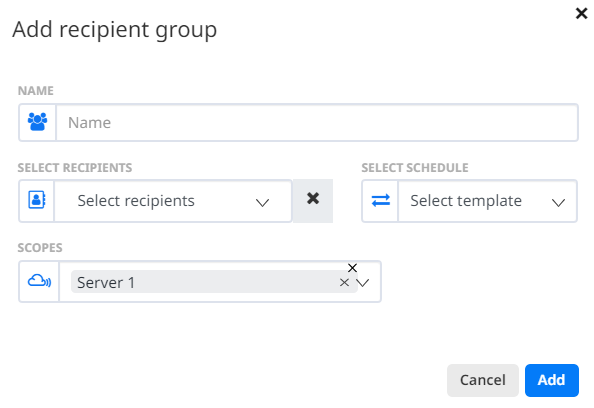 Add recipient group
NAME
Name
SELECT RECIPIENTS
SELECT SCHEDULE
Select recipients
Select template
SCOPES
Server 1
Cancel
Add